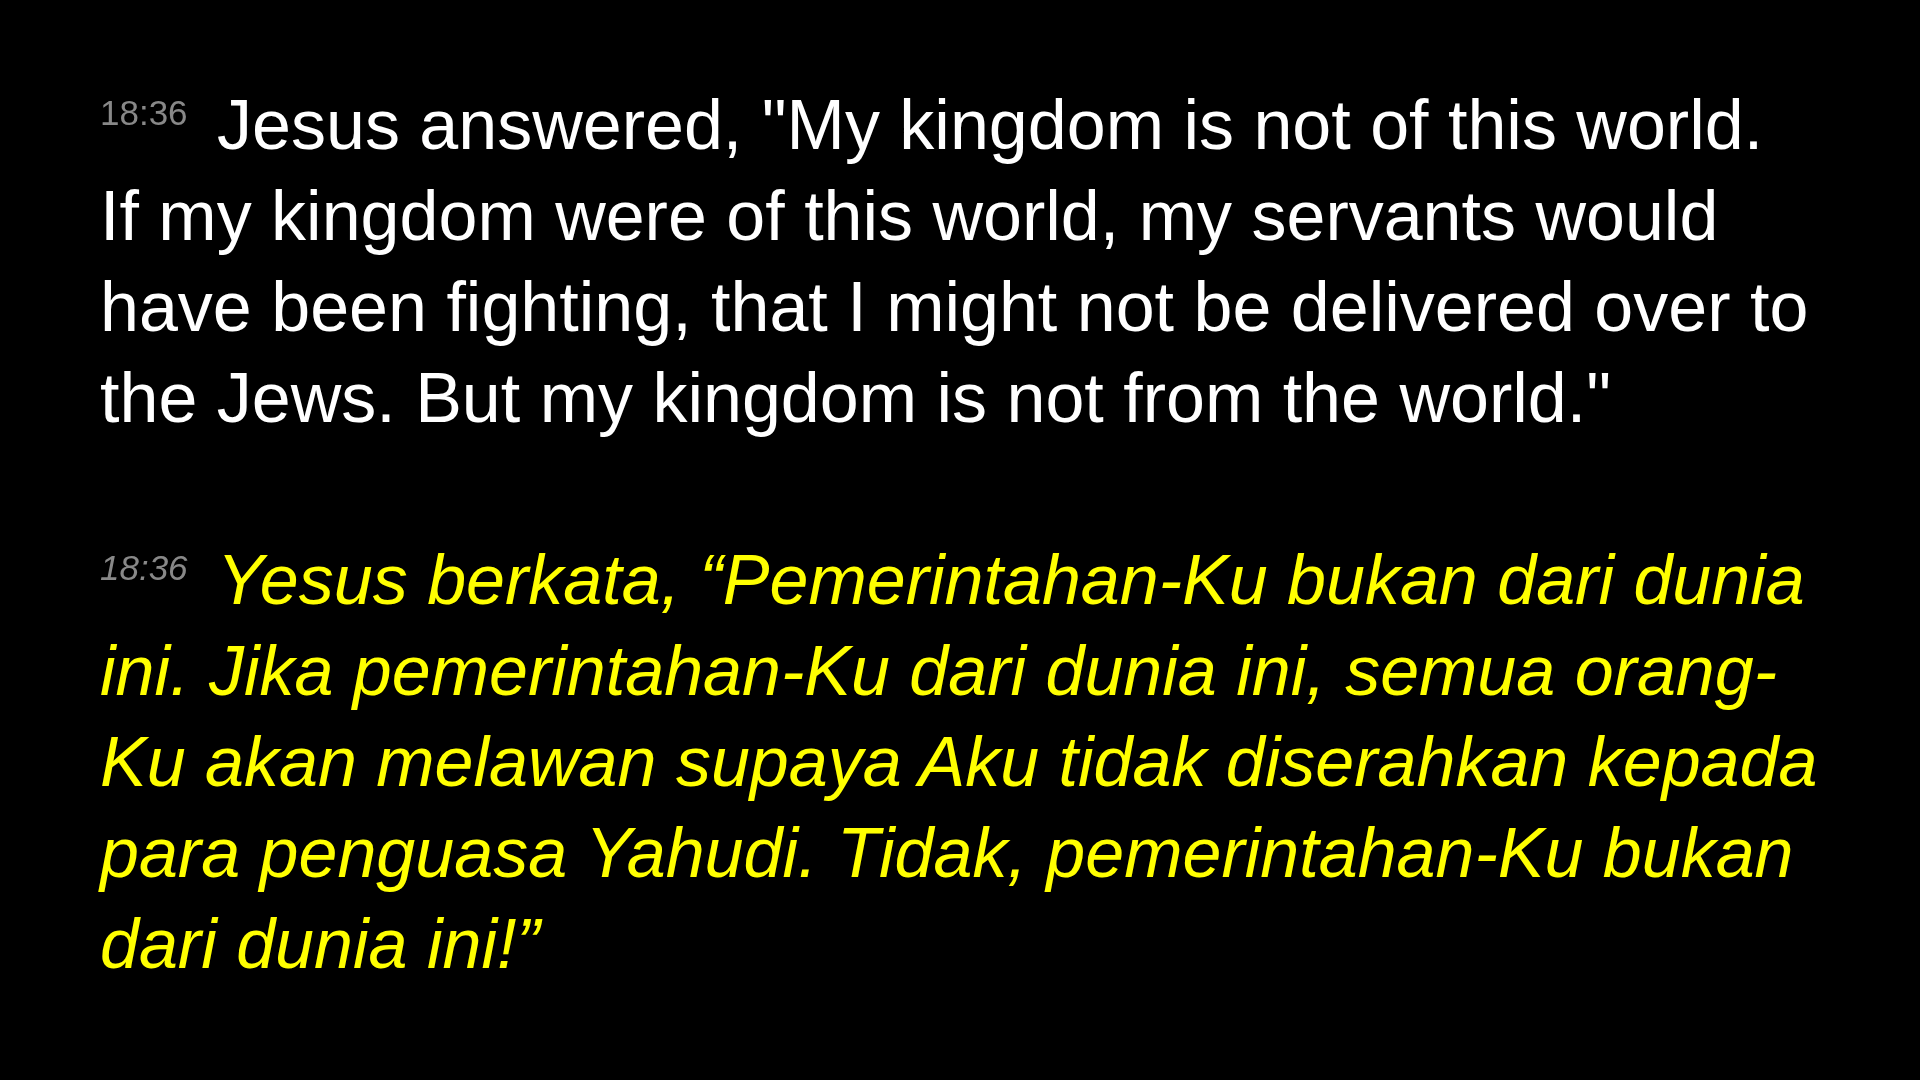 18:36 Jesus answered, "My kingdom is not of this world.
If my kingdom were of this world, my servants would
have been fighting, that I might not be delivered over to
the Jews. But my kingdom is not from the world."
18:36 Yesus berkata, “Pemerintahan-Ku bukan dari dunia
ini. Jika pemerintahan-Ku dari dunia ini, semua orang-
Ku akan melawan supaya Aku tidak diserahkan kepada
para penguasa Yahudi. Tidak, pemerintahan-Ku bukan
dari dunia ini!”